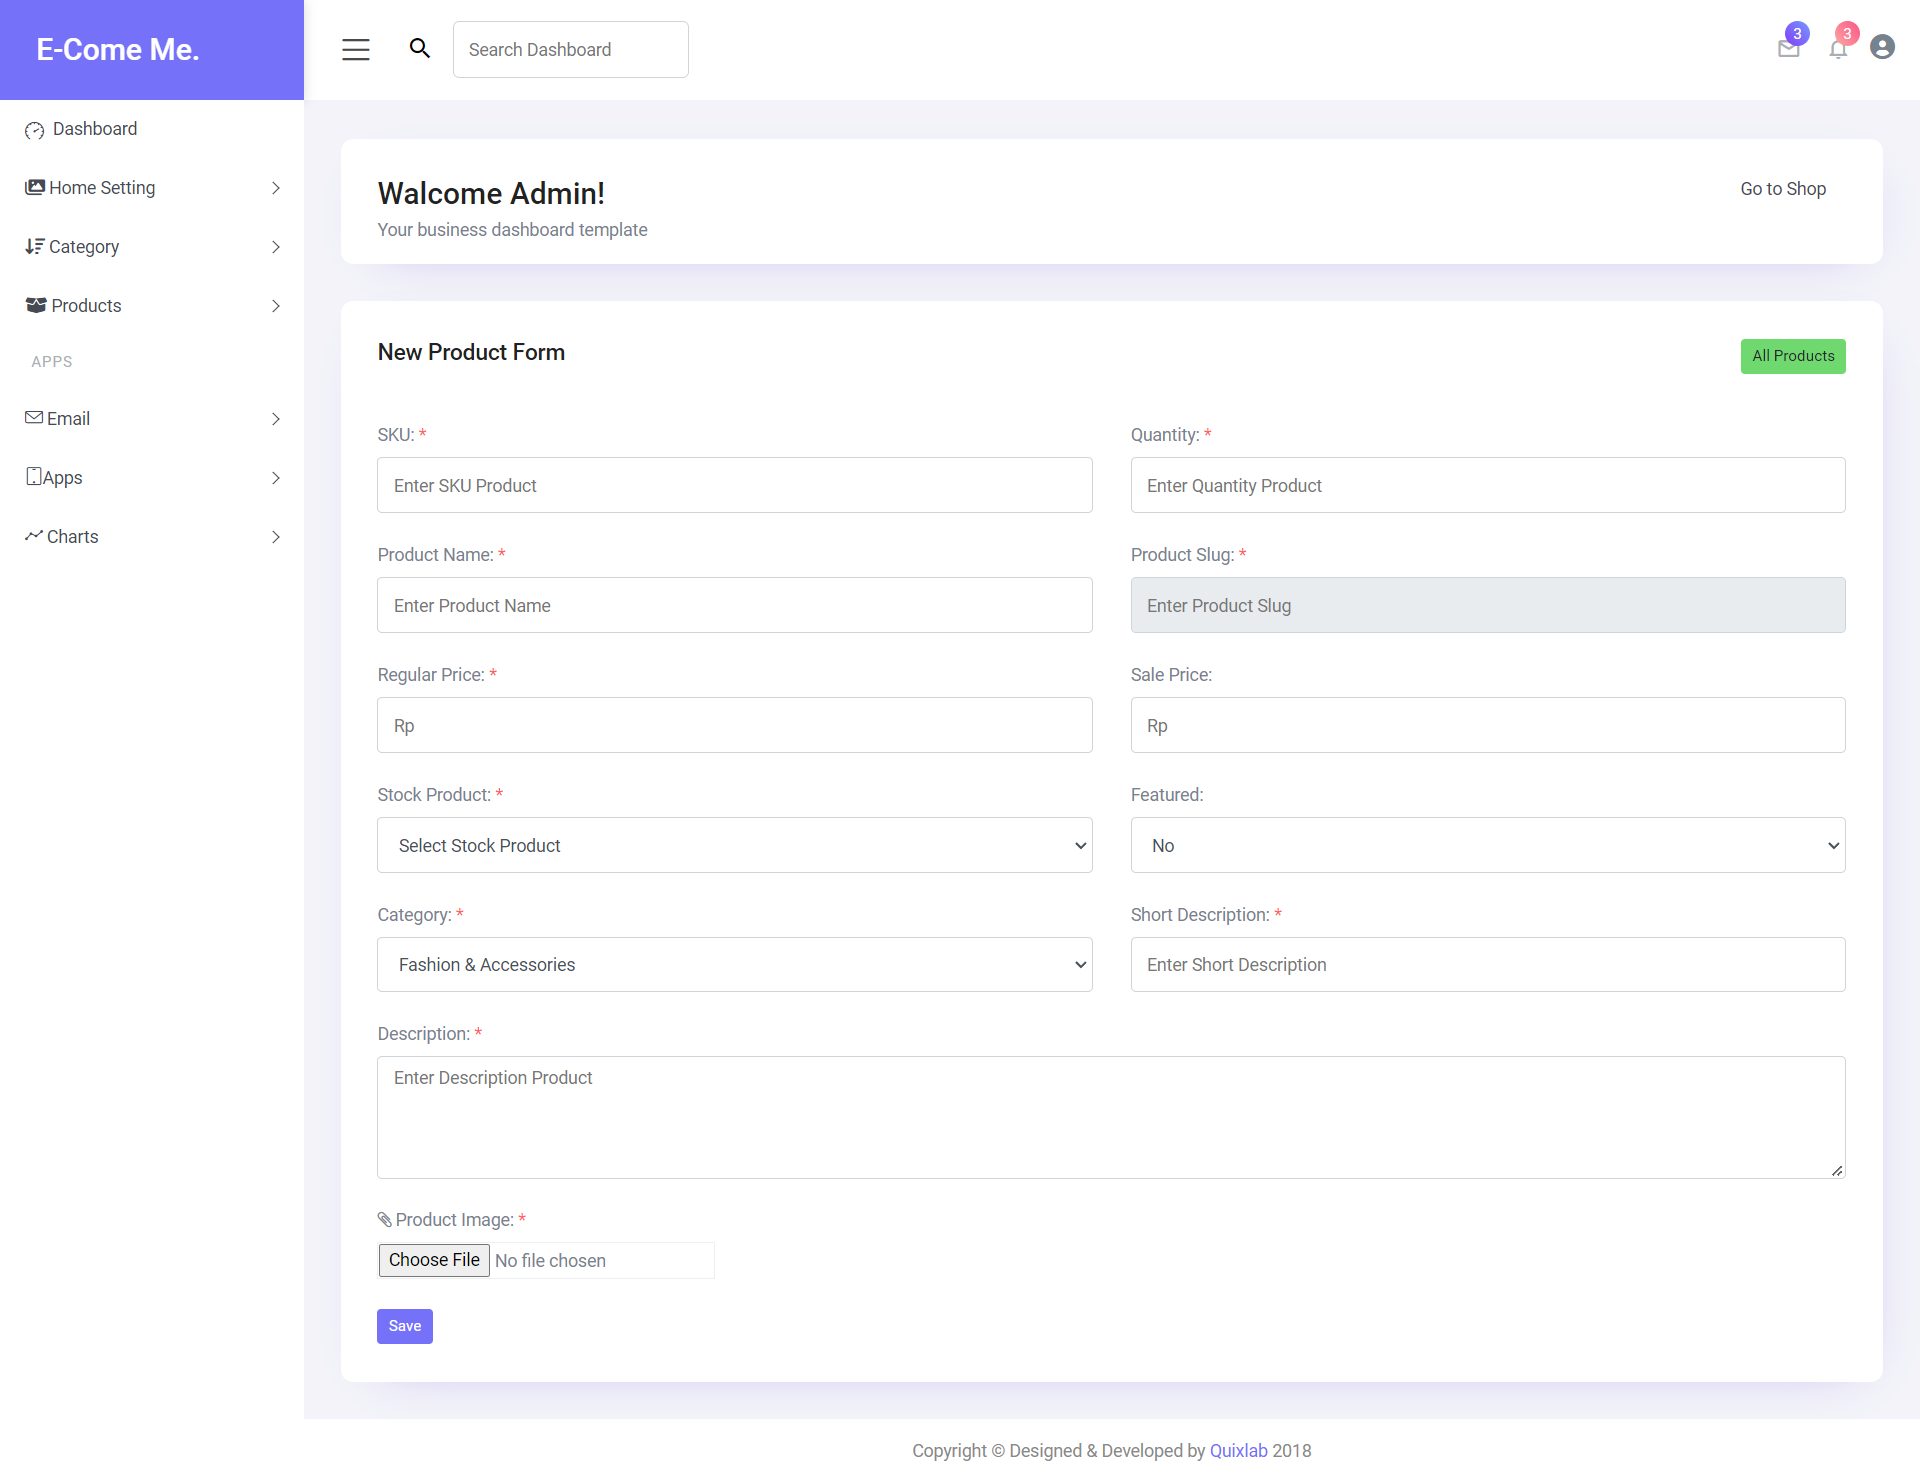 E-Come Me.
Search Dashboard
3
3
Dashboard
Home Setting
Category
Products
APPS
Email
Apps
Charts
Walcome Admin!
Your business dashboard template
Go to Shop
New Product Form
All Products
SKU: *
Enter SKU Product
Quantity: *
Enter Quantity Product
Product Name: *
Enter Product Name
Product Slug: *
Enter Product Slug
Regular Price: *
Rp
Sale Price:
Rp
Stock Product: *
Select Stock Product
Featured:
No
Category: *
Fashion & Accessories
Short Description: *
Enter Short Description
Description: *
Enter Description Product
Product Image: *
Choose File No file chosen
Save
Copyright © Designed & Developed by Quixlab 2018